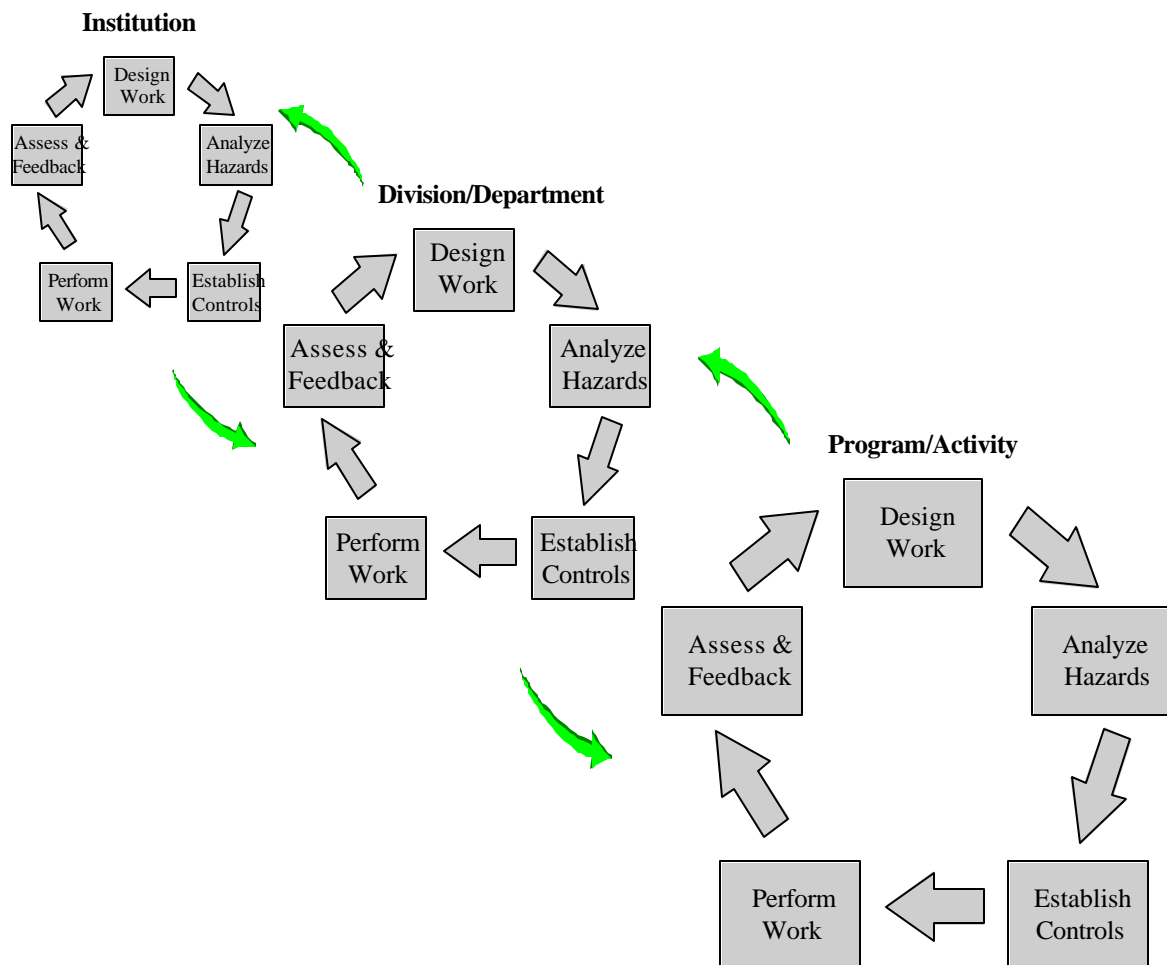 Institution
Design
Work
Assess &
Feedback
Analyze
Hazards
Perform
Work
Establish
Controls
Division/Department
Design
Work
Assess &
Feedback
Analyze
Hazards
Perform
Work
Establish
Controls
Program/Activity
Design
Work
Assess &
Feedback
Analyze
Hazards
Perform
Work
Establish
Controls